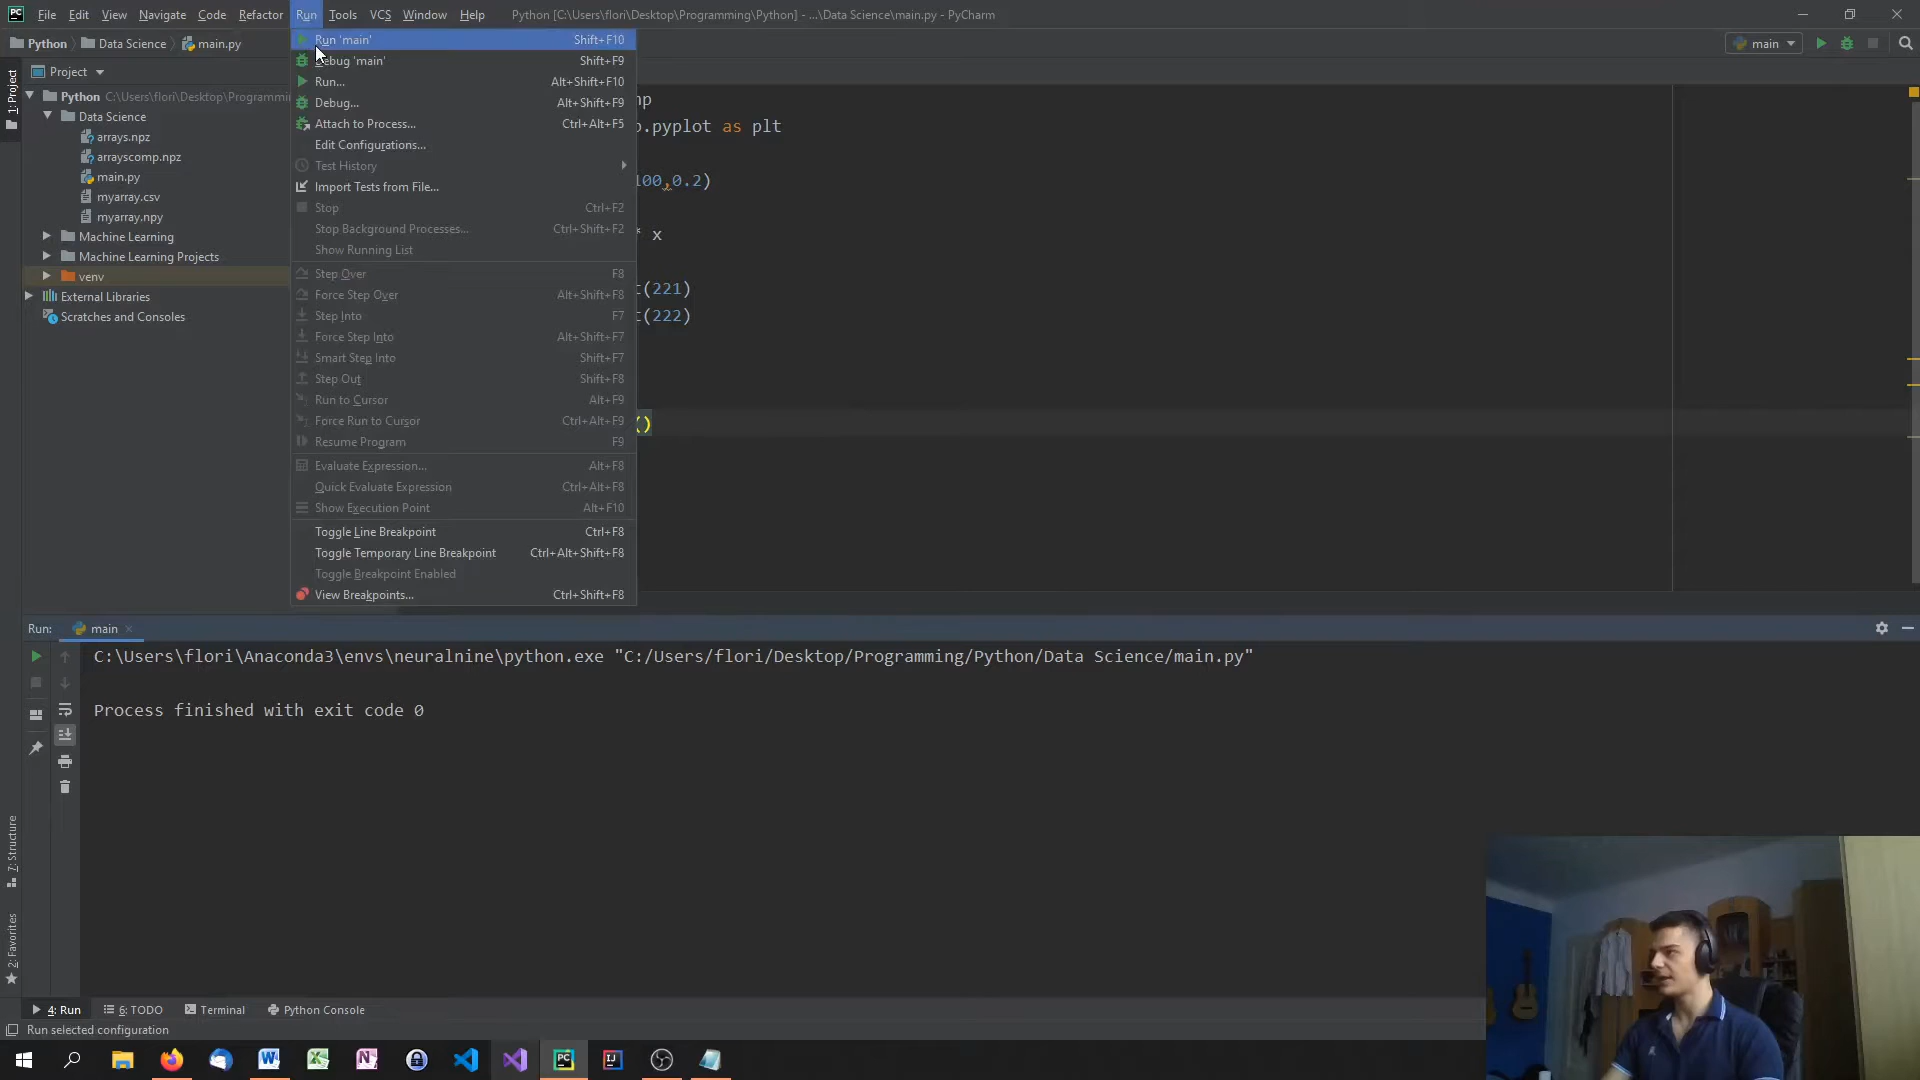 PC File Edit View Navigate Code Refactor Run Tools VCS Window Help Python [C:\Users\flori\Desktop\Programming\Python] - ...\Data Science\main.py - PyCharm
Python Data Science main.py
main
1: Project
Project
Python C:\Users\flori\Desktop\Programmi
Data Science
arrays.npz
arrayscomp.npz
main.py
myarray.csv
myarray.npy
Machine Learning
Machine Learning Projects
venv
External Libraries
Scratches and Consoles
Run 'main' Shift+F10
Debug 'main' Shift+F9
Run... Alt+Shift+F10
Debug... Alt+Shift+F9
Attach to Process... Ctrl+Alt+F5
Edit Configurations...
Test History
Import Tests from File...
Stop Ctrl+F2
Stop Background Processes... Ctrl+Shift+F2
Show Running List
Step Over F8
Force Step Over Alt+Shift+F8
Step Into F7
Force Step Into Alt+Shift+F7
Smart Step Into Shift+F7
Step Out Shift+F8
Run to Cursor Alt+F9
Force Run to Cursor Ctrl+Alt+F9
Resume Program F9
Evaluate Expression... Alt+F8
Quick Evaluate Expression Ctrl+Alt+F8
Show Execution Point Alt+F10
Toggle Line Breakpoint Ctrl+F8
Toggle Temporary Line Breakpoint Ctrl+Alt+Shift+F8
Toggle Breakpoint Enabled
View Breakpoints... Ctrl+Shift+F8
np
o.pyplot as plt
100,0.2)
* x
t(221)
t(222)
()
Run: main
C:\Users\flori\Anaconda3\envs\neuralnine\python.exe "C:/Users/flori/Desktop/Programming/Python/Data Science/main.py"
Process finished with exit code 0
7: Structure
2: Favorites
4: Run 6: TODO Terminal Python Console
Run selected configuration